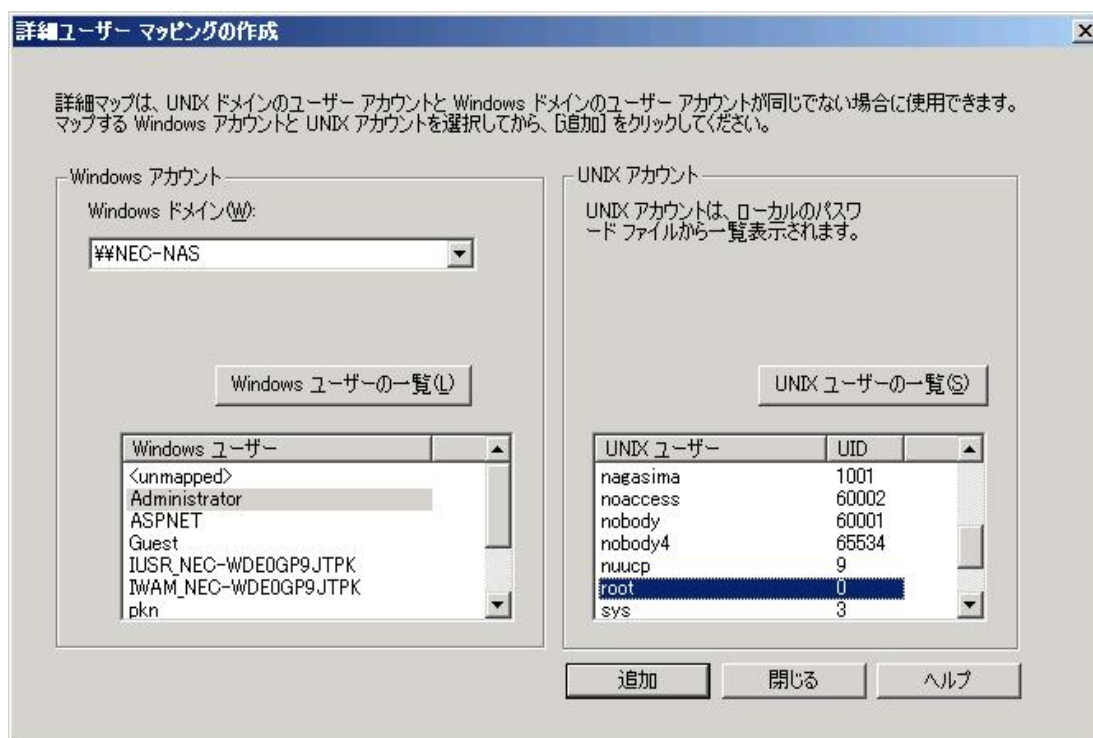 詳細ユーザー マッピングの作成
詳細マップは、UNIX ドメインのユーザー アカウントと Windows ドメインのユーザー アカウントが同じでない場合に使用できます。
マップする Windows アカウントと UNIX アカウントを選択してから、[追加] をクリックしてください。
Windows アカウント
Windows ドメイン(W):
¥¥NEC-NAS
Windows ユーザーの一覧(L)
Windows ユーザー
<unmapped>
Administrator
ASPNET
Guest
IUSR_NEC-WDE0GP9JTPK
IWAM_NEC-WDE0GP9JTPK
pkn
UNIX アカウント
UNIX アカウントは、ローカルのパスワ
ード ファイルから一覧表示されます。
UNIX ユーザーの一覧(S)
UNIX ユーザー UID
nagasima 1001
noaccess 60002
nobody 60001
nobody4 65534
nuucp 9
root 0
sys 3
追加 閉じる ヘルプ